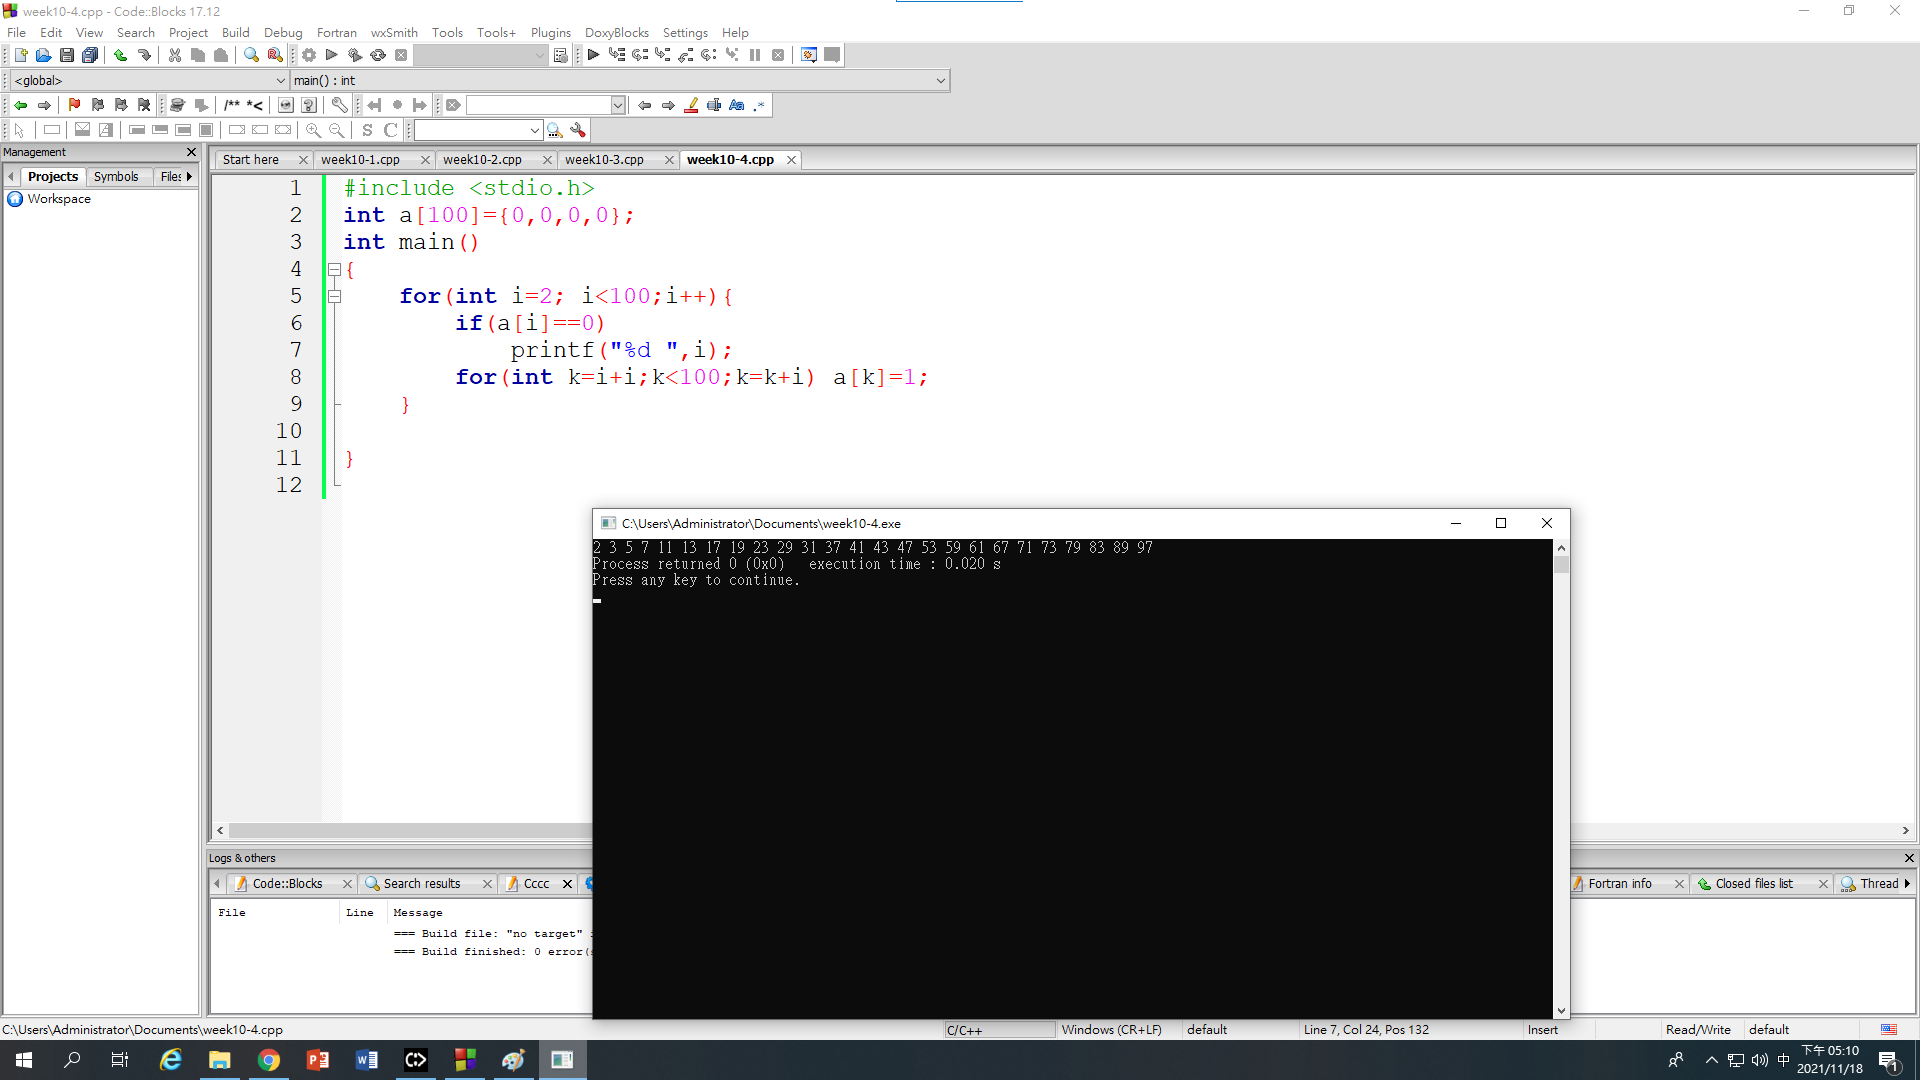 week10-4.cpp - Code::Blocks 17.12
File Edit View Search Project Build Debug Fortran wxSmith Tools Tools+ Plugins DoxyBlocks Settings Help
<global> main() : int
/** *<
S C
Management
Projects Symbols Files
Workspace
Start here week10-1.cpp week10-2.cpp week10-3.cpp week10-4.cpp
1 #include <stdio.h>
2 int a[100]={0,0,0,0};
3 int main()
4 {
5 for(int i=2; i<100;i++){
6 if(a[i]==0)
7 printf("%d ",i);
8 for(int k=i+i;k<100;k=k+i) a[k]=1;
9 }
10
11 }
12
C:\Users\Administrator\Documents\week10-4.exe
2 3 5 7 11 13 17 19 23 29 31 37 41 43 47 53 59 61 67 71 73 79 83 89 97
Process returned 0 (0x0) execution time : 0.020 s
Press any key to continue.
Logs & others
Code::Blocks Search results Cccc Fortran info Closed files list Thread
File Line Message
=== Build file: "no target"
=== Build finished: 0 error(
C:\Users\Administrator\Documents\week10-4.cpp C/C++ Windows (CR+LF) default Line 7, Col 24, Pos 132 Insert Read/Write default
中 下午 05:10
2021/11/18
1